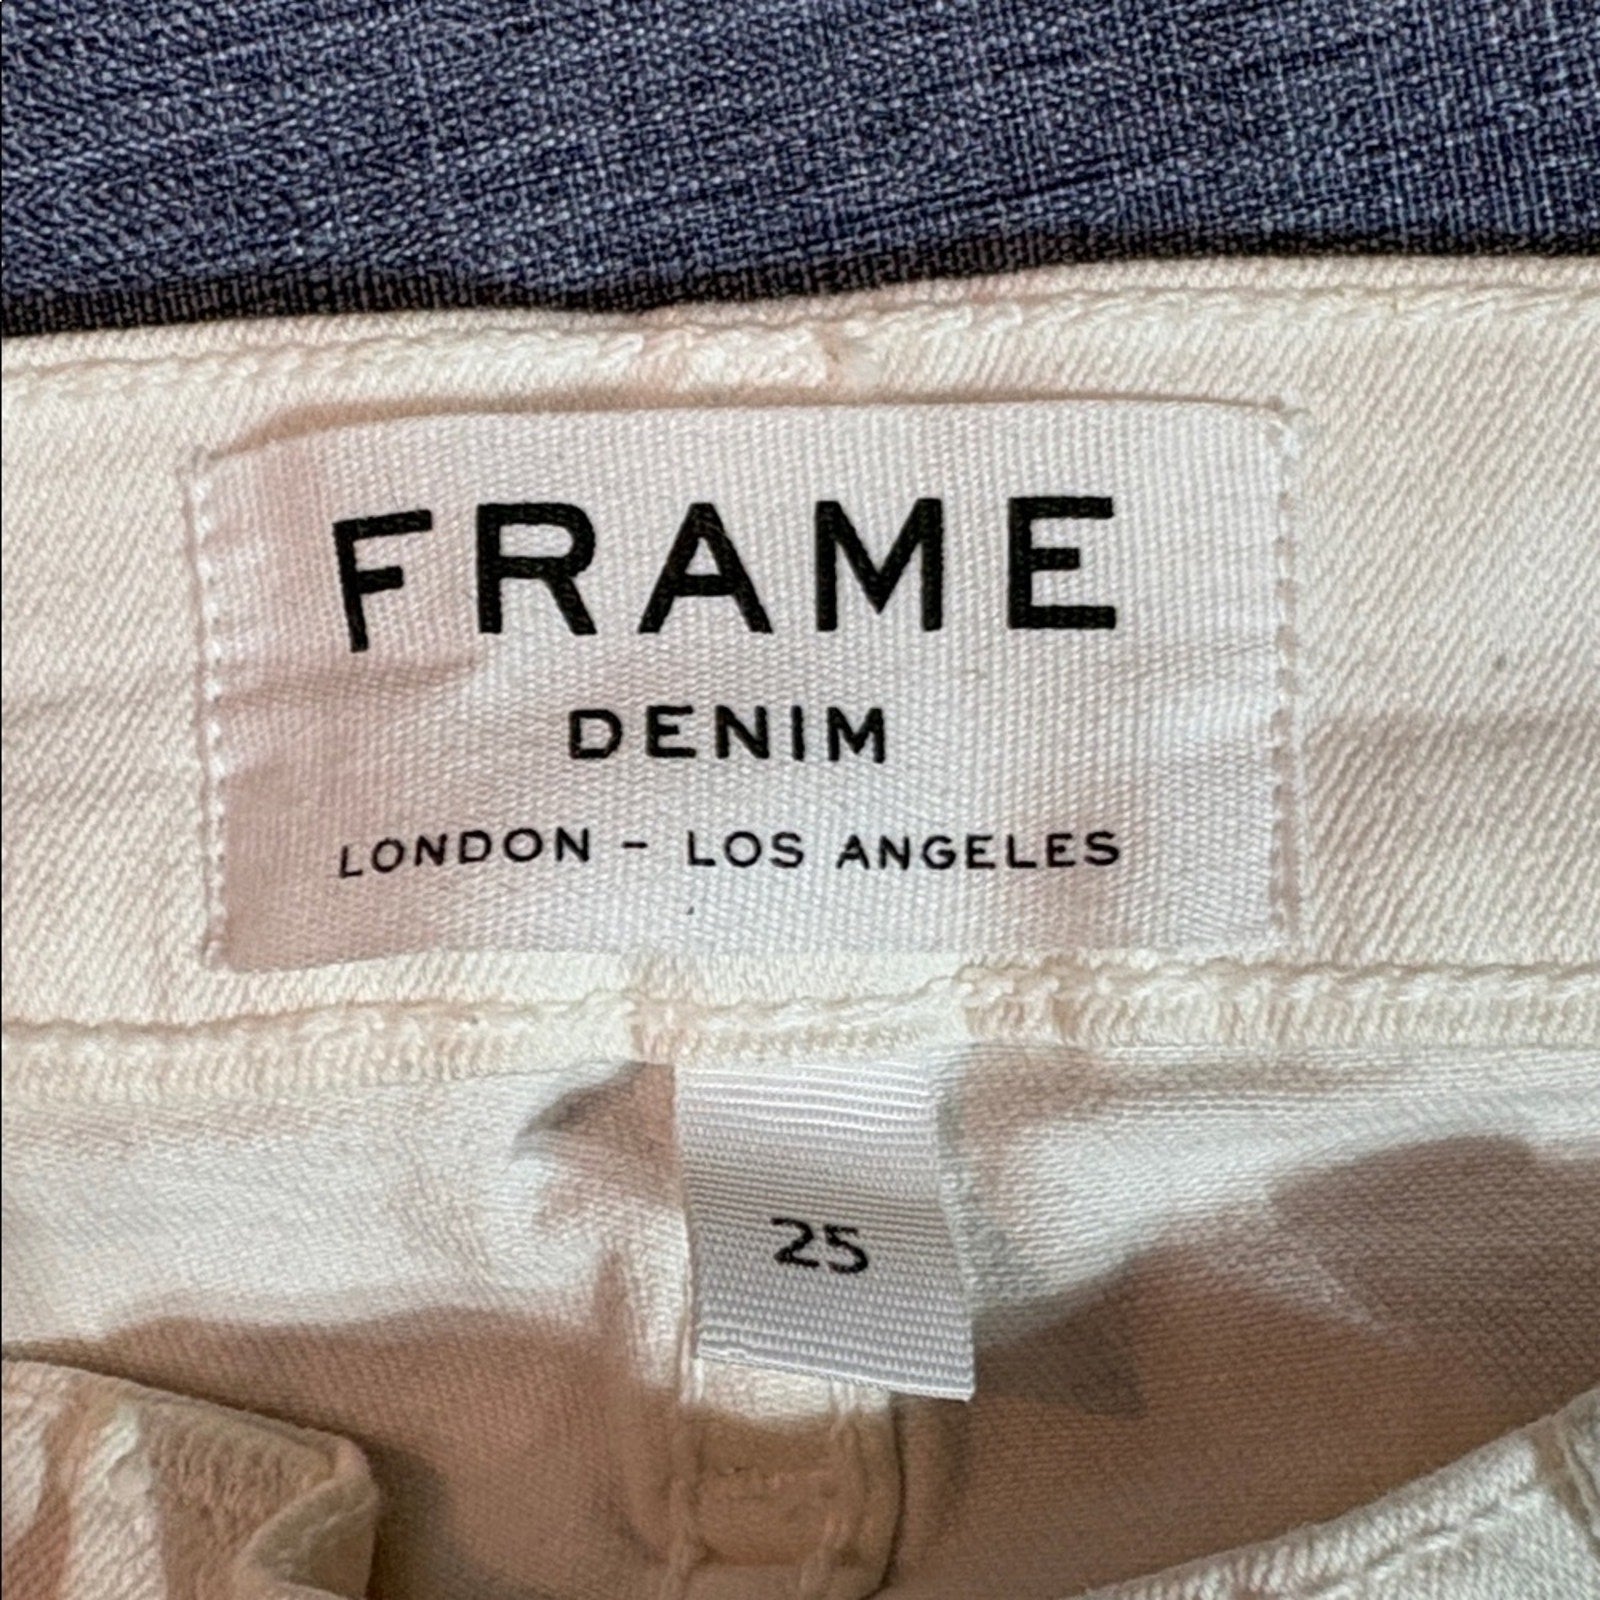 FRAME
DENIM
LONDON - LOS ANGELES
25